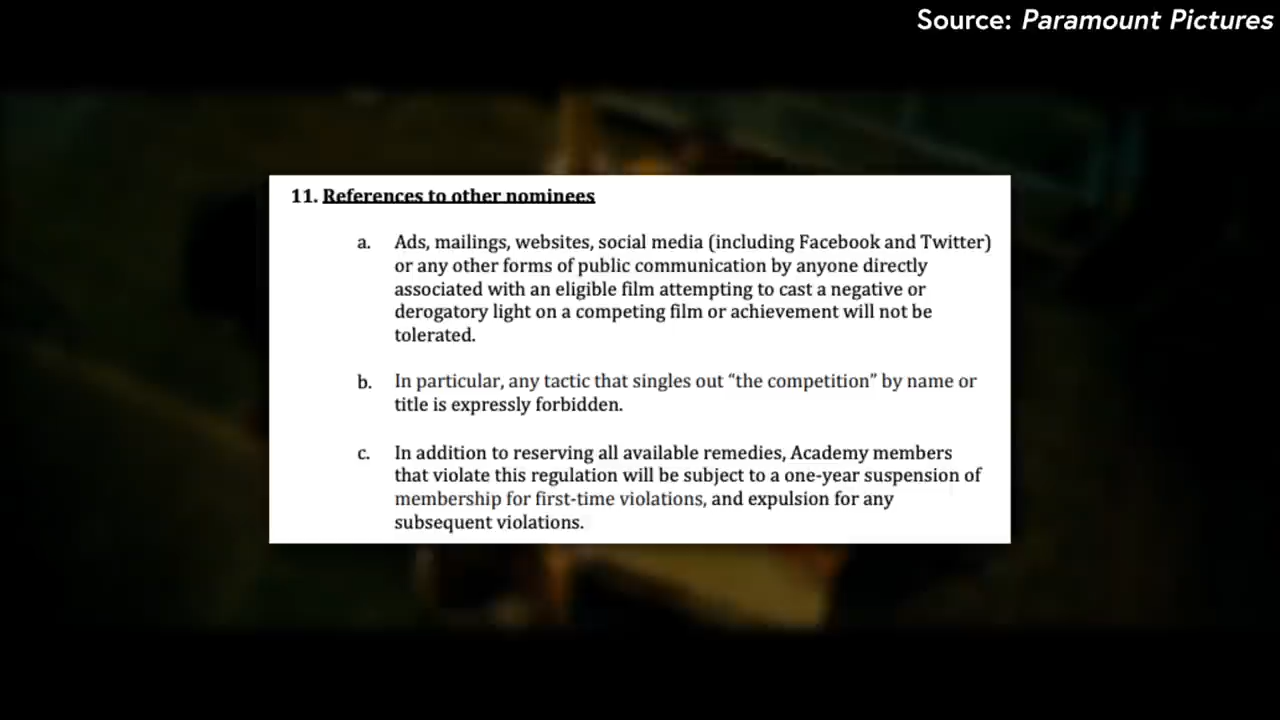 Source: Paramount Pictures
11. References to other nominees
a. Ads, mailings, websites, social media (including Facebook and Twitter)
or any other forms of public communication by anyone directly
associated with an eligible film attempting to cast a negative or
derogatory light on a competing film or achievement will not be
tolerated.
b. In particular, any tactic that singles out “the competition” by name or
title is expressly forbidden.
c. In addition to reserving all available remedies, Academy members
that violate this regulation will be subject to a one-year suspension of
membership for first-time violations, and expulsion for any
subsequent violations.